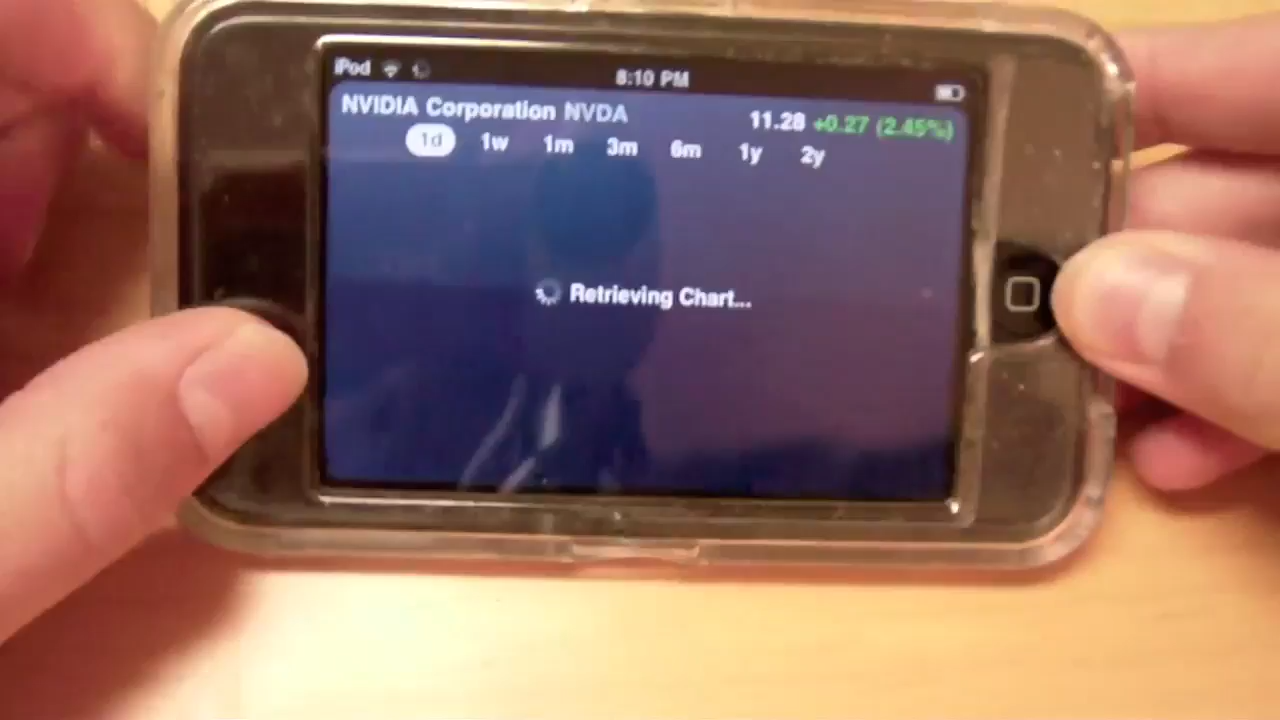 iPod 8:10 PM
NVIDIA Corporation NVDA 11.28 +0.27 (2.45%)
1d 1w 1m 3m 6m 1y 2y
Retrieving Chart...